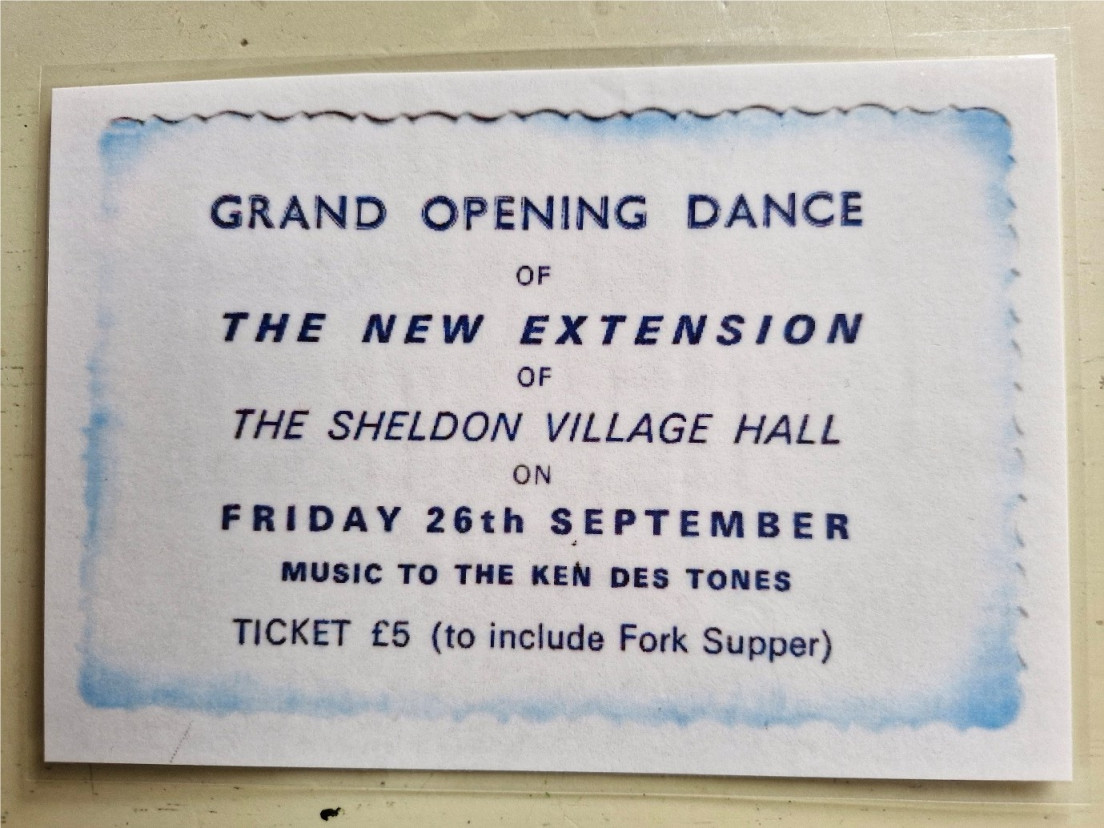 GRAND OPENING DANCE
OF
THE NEW EXTENSION
OF
THE SHELDON VILLAGE HALL
ON
FRIDAY 26th SEPTEMBER
MUSIC TO THE KEN DES TONES
TICKET £5 (to include Fork Supper)